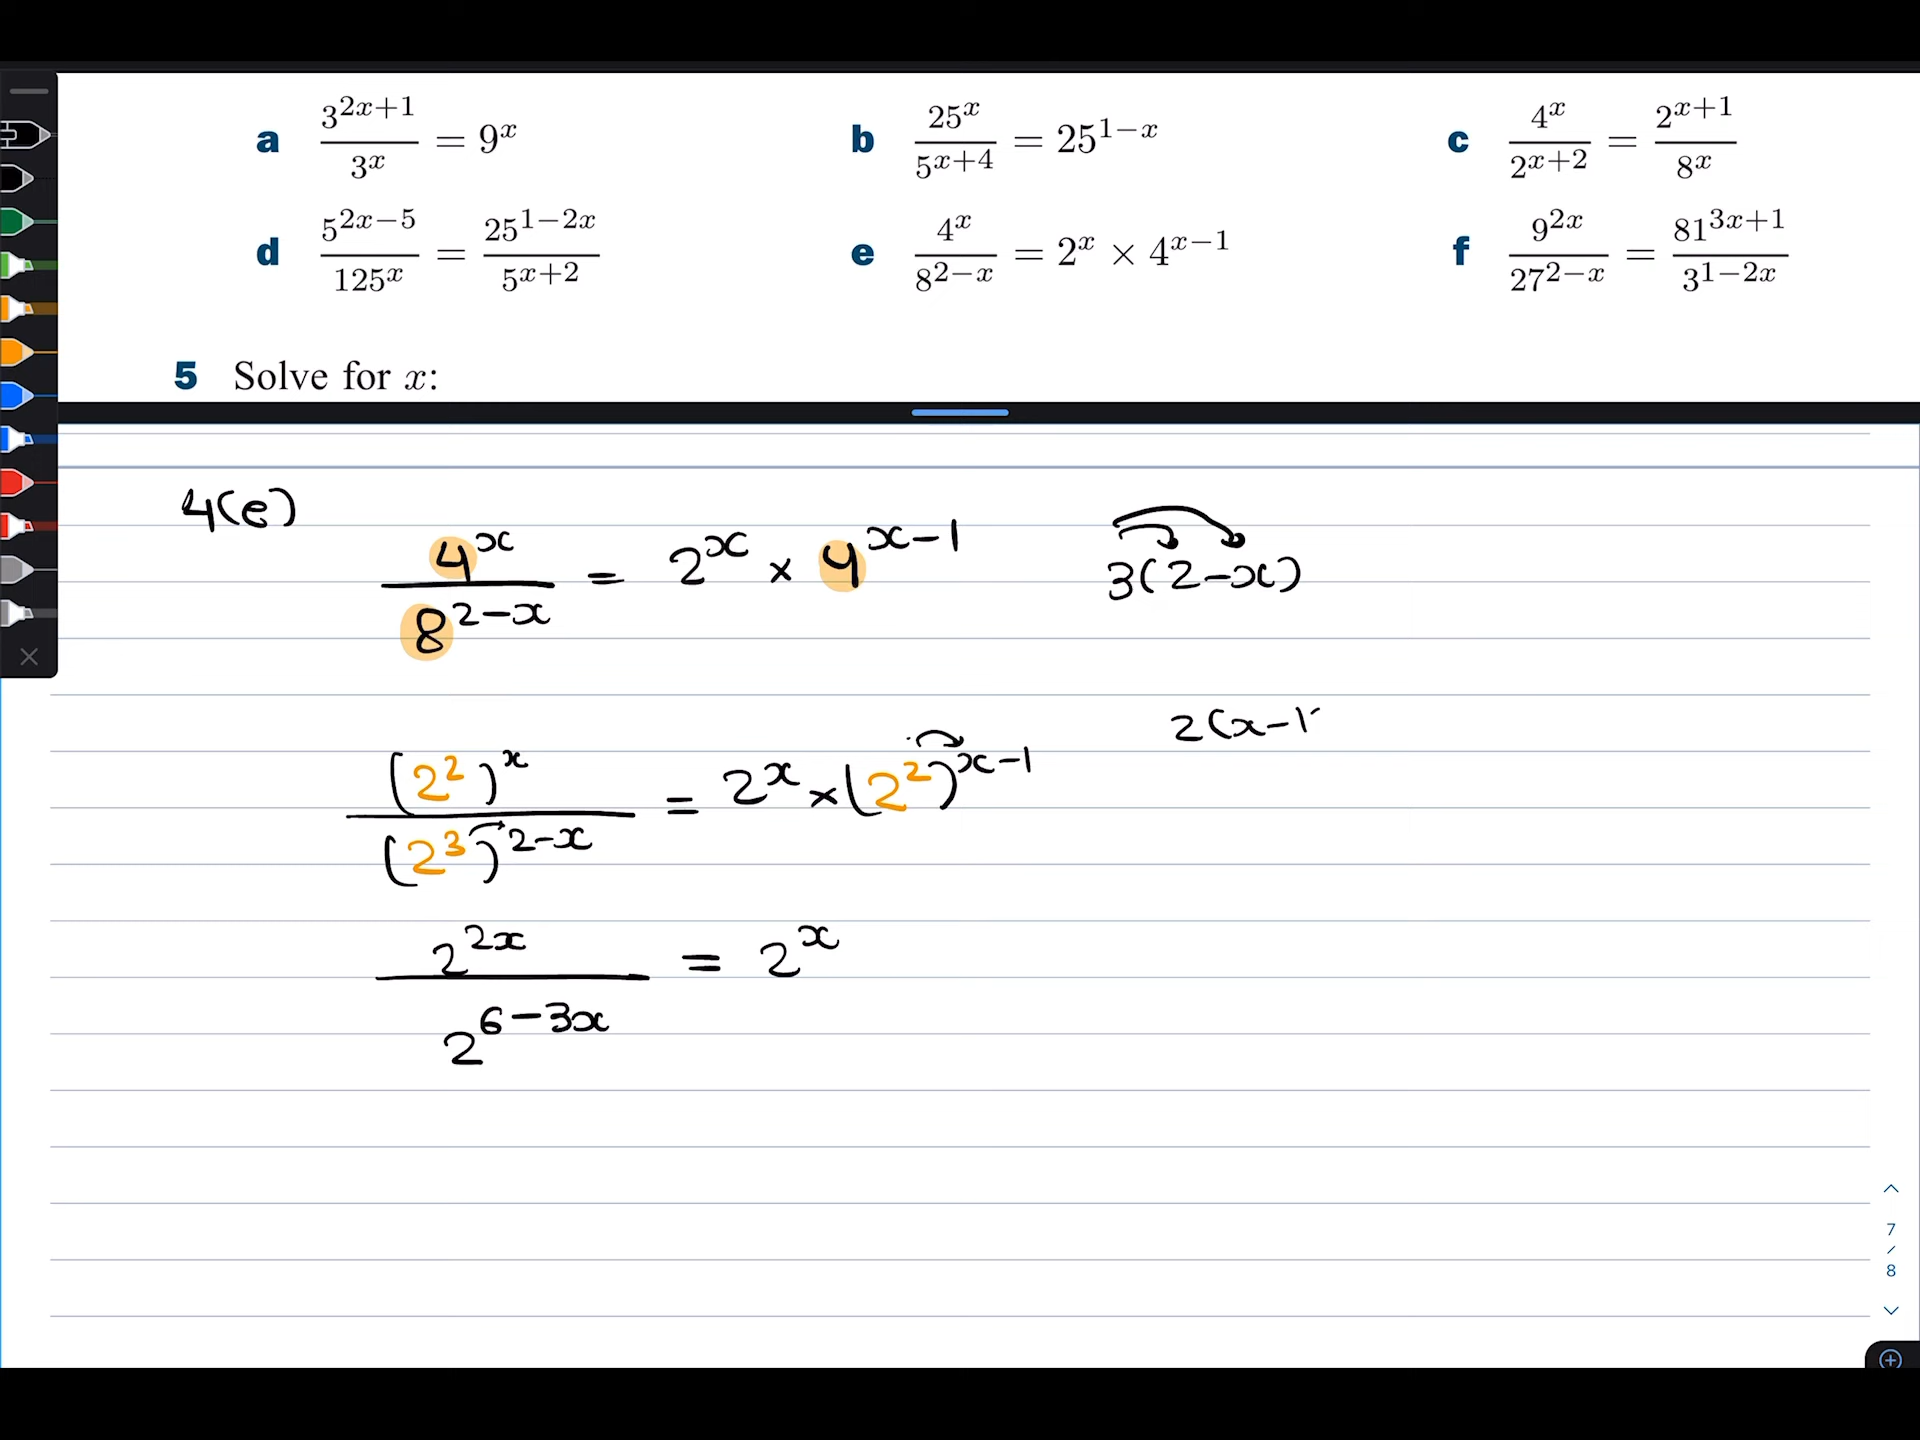 a 3^{2x+1}/3^x = 9^x b 25^x/5^{x+4} = 25^{1-x} c 4^x/2^{x+2} = 2^{x+1}/8^x
d 5^{2x-5}/125^x = 25^{1-2x}/5^{x+2} e 4^x/8^{2-x} = 2^x × 4^{x-1} f 9^{2x}/27^{2-x} = 81^{3x+1}/3^{1-2x}
5 Solve for x:
4(e)
4^x/8^{2-x} = 2^x × 4^{x-1} 3(2-x)
2(x-1
(2^2)^x/(2^3)^{2-x} = 2^x × (2^2)^{x-1}
2^{2x}/2^{6-3x} = 2^x
7
/
8